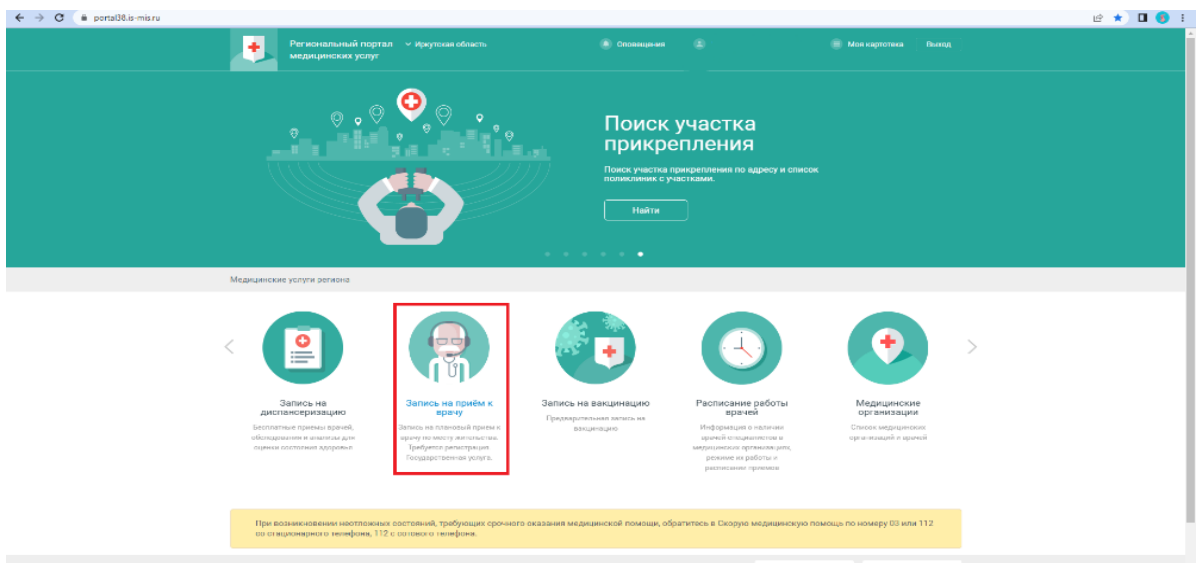 portal38.is-mis.ru
Региональный портал
медицинских услуг
Иркутская область
Оповещения
Моя картотека
Выход
Поиск участка
прикрепления
Поиск участка прикрепления по адресу и список
поликлиник с участками.
Найти
Медицинские услуги региона
Запись на
диспансеризацию
Бесплатные приемы врачей,
обследования и анализы для
оценки состояния здоровья
Запись на приём к
врачу
Запись на плановый прием к
врачу по месту жительства.
Требуется регистрация.
Государственная услуга.
Запись на вакцинацию
Предварительная запись на
вакцинацию
Расписание работы
врачей
Информация о наличии
врачей-специалистов в
медицинских организациях,
режиме их работы и
расписании приемов
Медицинские
организации
Список медицинских
организаций и врачей
При возникновении неотложных состояний, требующих срочного оказания медицинской помощи, обратитесь в Скорую медицинскую помощь по номеру 03 или 112
со стационарного телефона, 112 с сотового телефона.